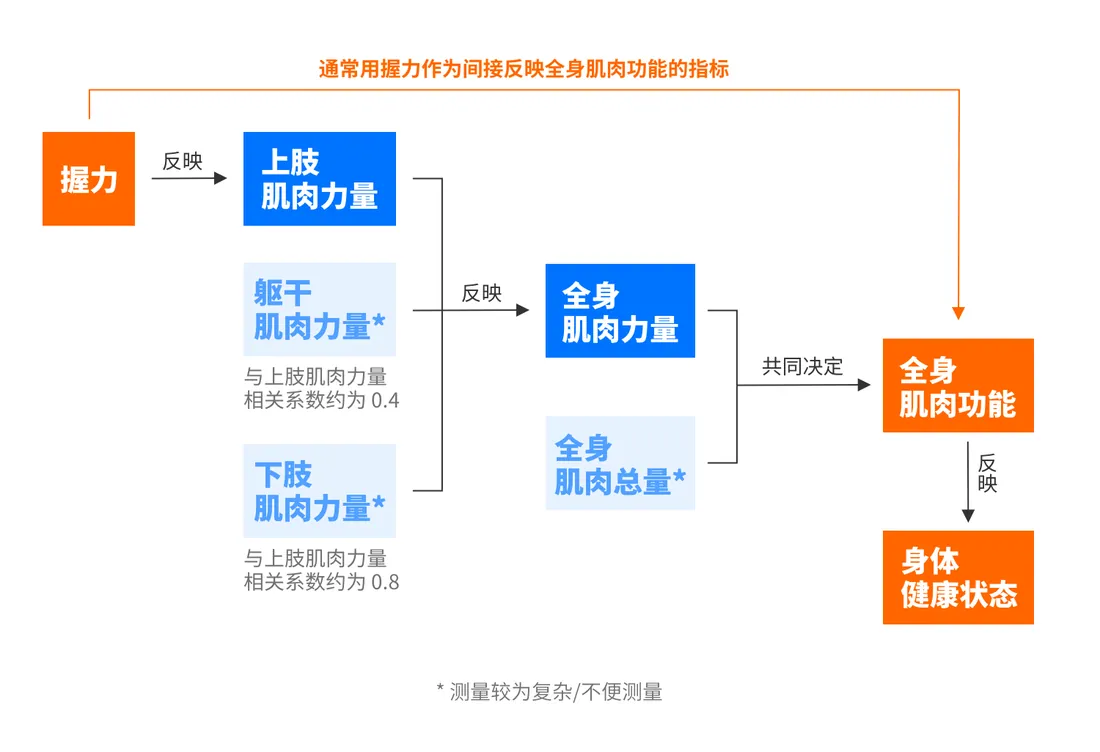 通常用握力作为间接反映全身肌肉功能的指标
握力
反映
上肢
肌肉力量
躯干
肌肉力量*
与上肢肌肉力量
相关系数约为 0.4
下肢
肌肉力量*
与上肢肌肉力量
相关系数约为 0.8
反映
全身
肌肉力量
全身
肌肉总量*
共同决定
全身
肌肉功能
反
映
身体
健康状态
* 测量较为复杂/不便测量